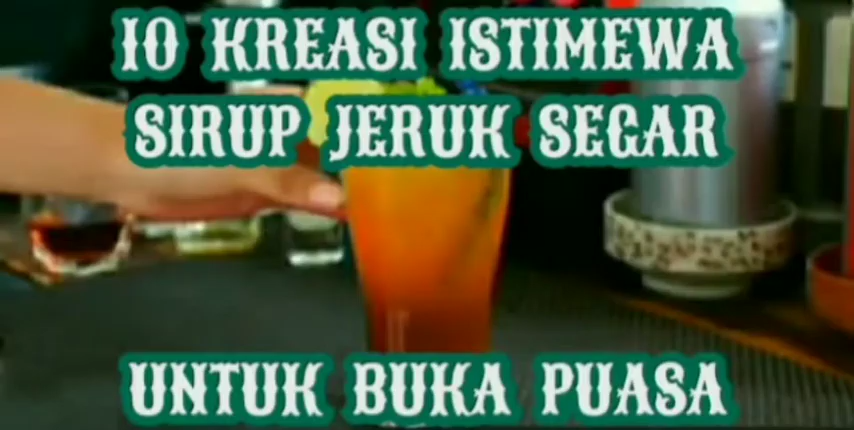 10 KREASI ISTIMEWA
SIRUP JERUK SEGAR
UNTUK BUKA PUASA